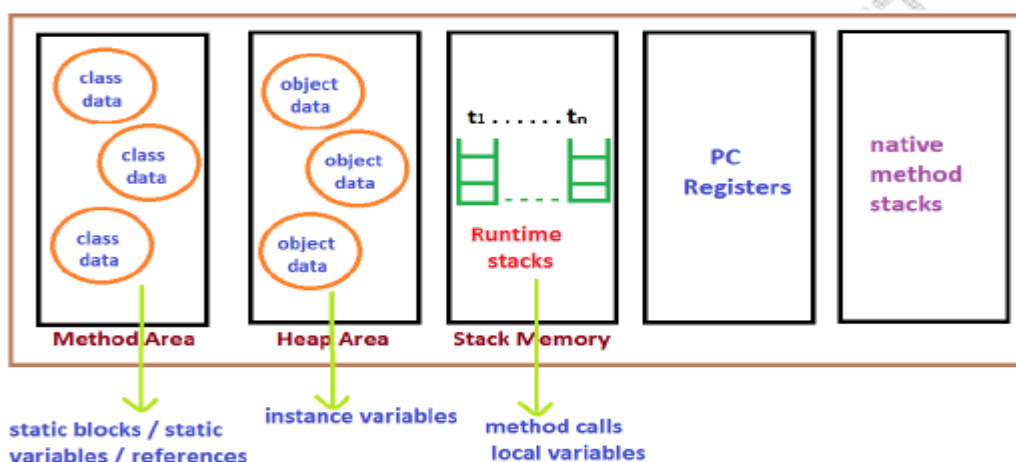 class
data
class
data
class
data
Method Area
static blocks / static
variables / references
object
data
object
data
object
data
Heap Area
instance variables
t1 . . . . . . tn
Runtime
stacks
Stack Memory
method calls
local variables
PC
Registers
native
method
stacks